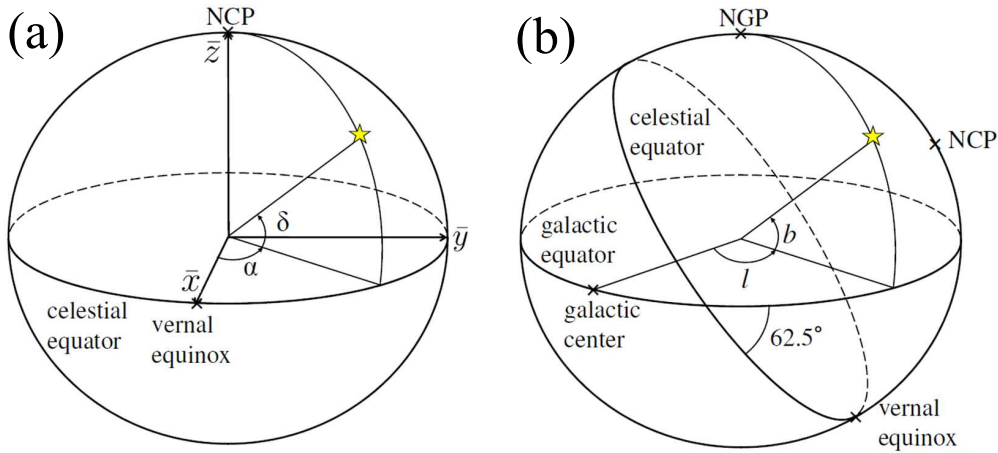 (a)
NCP
z̄
δ
ȳ
x̄
α
celestial
equator
vernal
equinox
(b)
NGP
celestial
equator
NCP
galactic
equator
b
l
galactic
center
62.5°
vernal
equinox